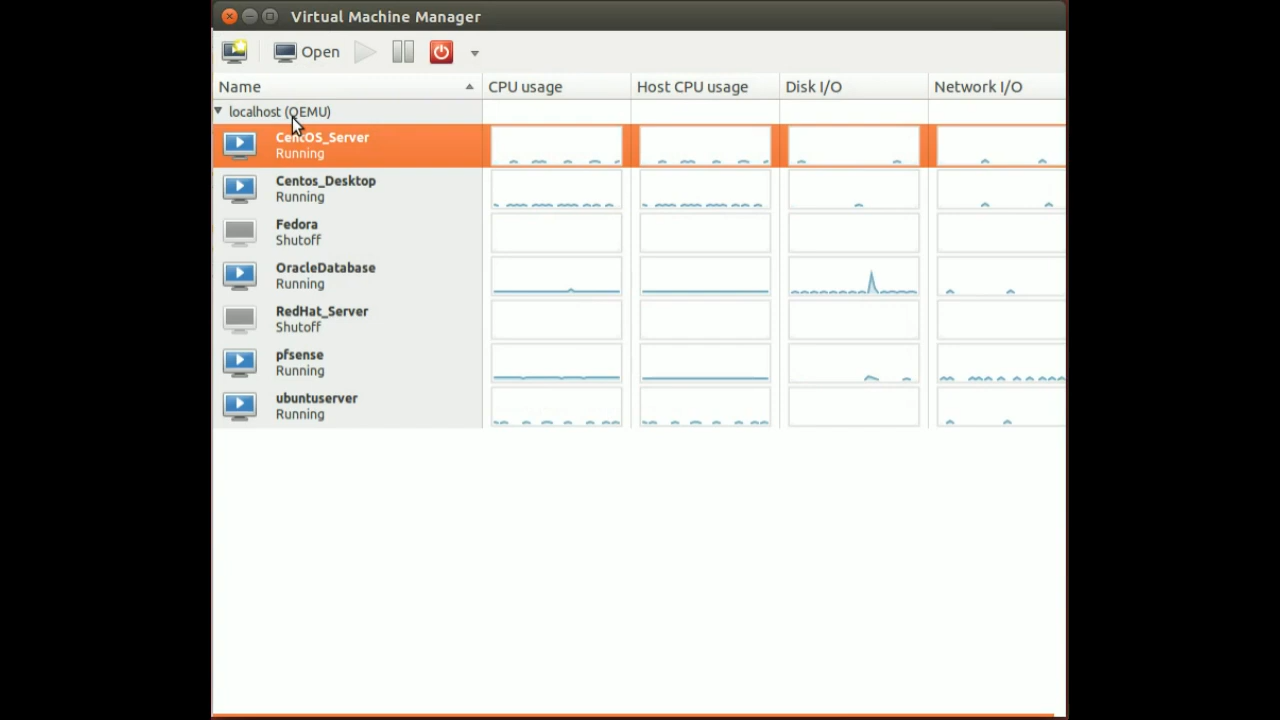 Virtual Machine Manager
Open
Name CPU usage Host CPU usage Disk I/O Network I/O
localhost (QEMU)
CentOS_Server
Running
Centos_Desktop
Running
Fedora
Shutoff
OracleDatabase
Running
RedHat_Server
Shutoff
pfsense
Running
ubuntuserver
Running